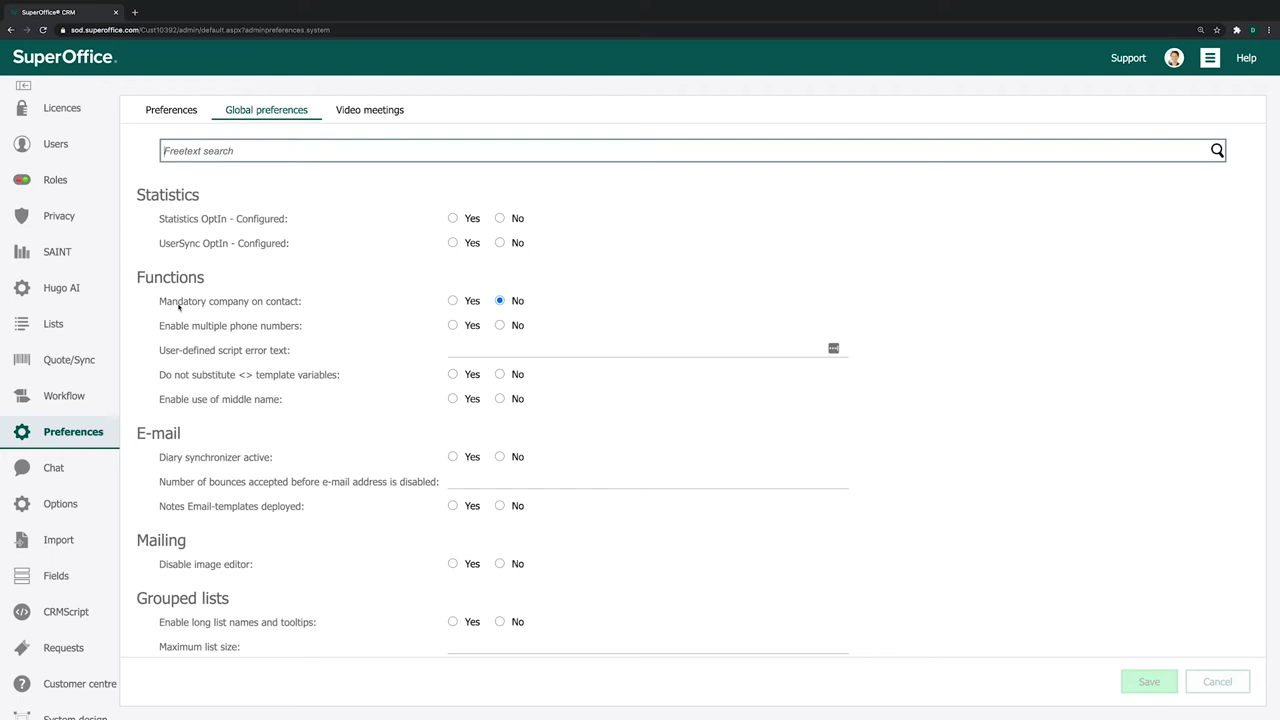 SuperOffice® CRM
sod.superoffice.com/Cust10392/admin/default.aspx?adminpreferences.system
D
SuperOffice.
Support
Help
Licences
Users
Roles
Privacy
SAINT
Hugo AI
Lists
Quote/Sync
Workflow
Preferences
Chat
Options
Import
Fields
CRMScript
Requests
Customer centre
System design
Preferences Global preferences Video meetings
Freetext search
Statistics
Statistics OptIn - Configured: Yes No
UserSync OptIn - Configured: Yes No
Functions
Mandatory company on contact: Yes No
Enable multiple phone numbers: Yes No
User-defined script error text:
Do not substitute <> template variables: Yes No
Enable use of middle name: Yes No
E-mail
Diary synchronizer active: Yes No
Number of bounces accepted before e-mail address is disabled:
Notes Email-templates deployed: Yes No
Mailing
Disable image editor: Yes No
Grouped lists
Enable long list names and tooltips: Yes No
Maximum list size:
Save Cancel